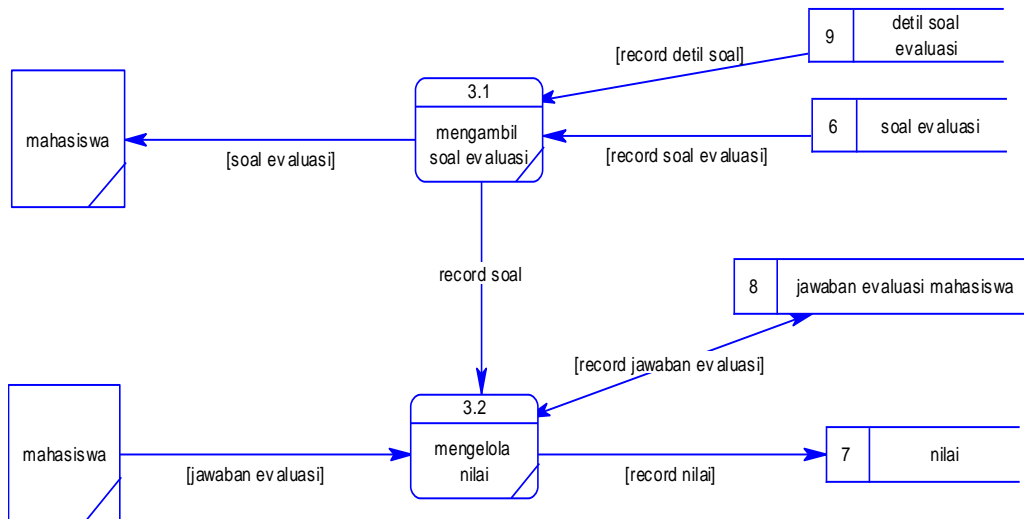 9
detil soal
evaluasi
[record detil soal]
3.1
mengambil
soal evaluasi
mahasiswa
[soal evaluasi]
6
soal evaluasi
[record soal evaluasi]
record soal
8
jawaban evaluasi mahasiswa
[record jawaban evaluasi]
3.2
mengelola
nilai
mahasiswa
[jawaban evaluasi]
[record nilai]
7
nilai